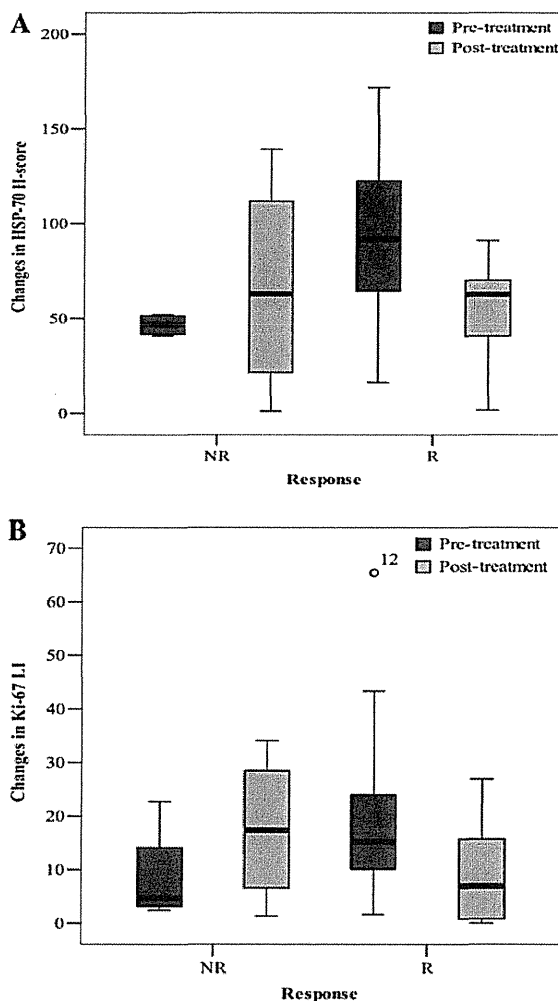 A
200
150
100
50
0
Changes in HSP-70 H-score
Pre-treatment
Post-treatment
NR
R
Response
B
70
60
50
40
30
20
10
0
Changes in Ki-67 LI
12
Pre-treatment
Post-treatment
NR
R
Response